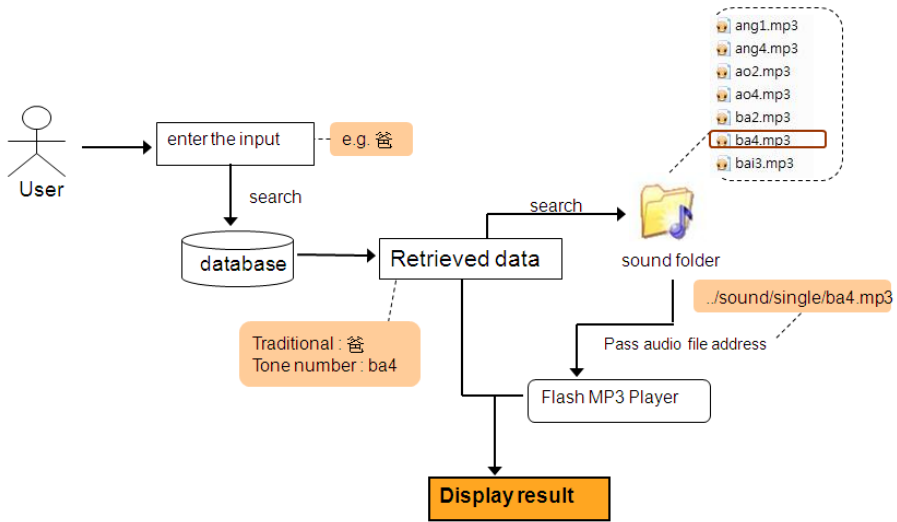 ang1.mp3
ang4.mp3
ao2.mp3
ao4.mp3
ba2.mp3
ba4.mp3
bai3.mp3
enter the input
e.g. 爸
User
search
search
database
Retrieved data
sound folder
../sound/single/ba4.mp3
Traditional : 爸
Tone number : ba4
Pass audio file address
Flash MP3 Player
Display result